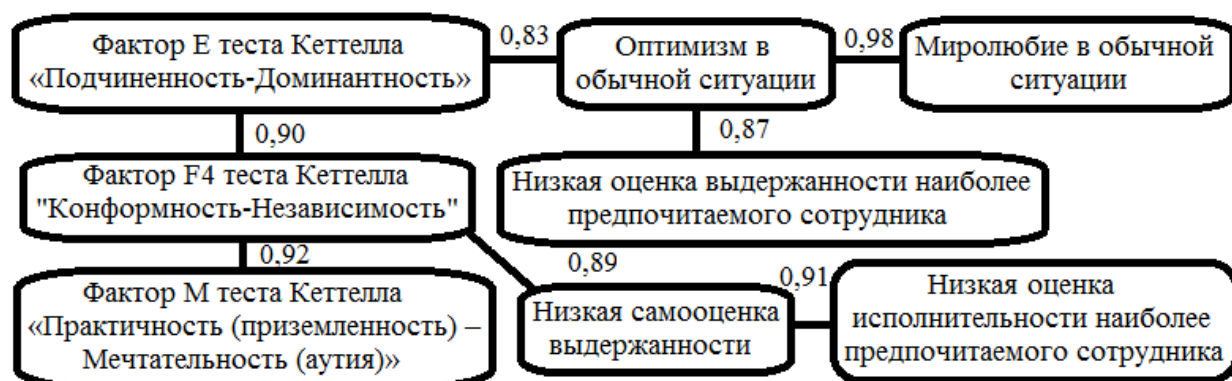 Фактор Е теста Кеттелла
«Подчиненность-Доминантность»
0,83
Оптимизм в
обычной ситуации
0,98
Миролюбие в обычной
ситуации
0,90
0,87
Фактор F4 теста Кеттелла
"Конформность-Независимость"
Низкая оценка выдержанности наиболее
предпочитаемого сотрудника
0,92
0,89
0,91
Фактор М теста Кеттелла
«Практичность (приземленность) –
Мечтательность (аутия)»
Низкая самооценка
выдержанности
Низкая оценка
исполнительности наиболее
предпочитаемого сотрудника